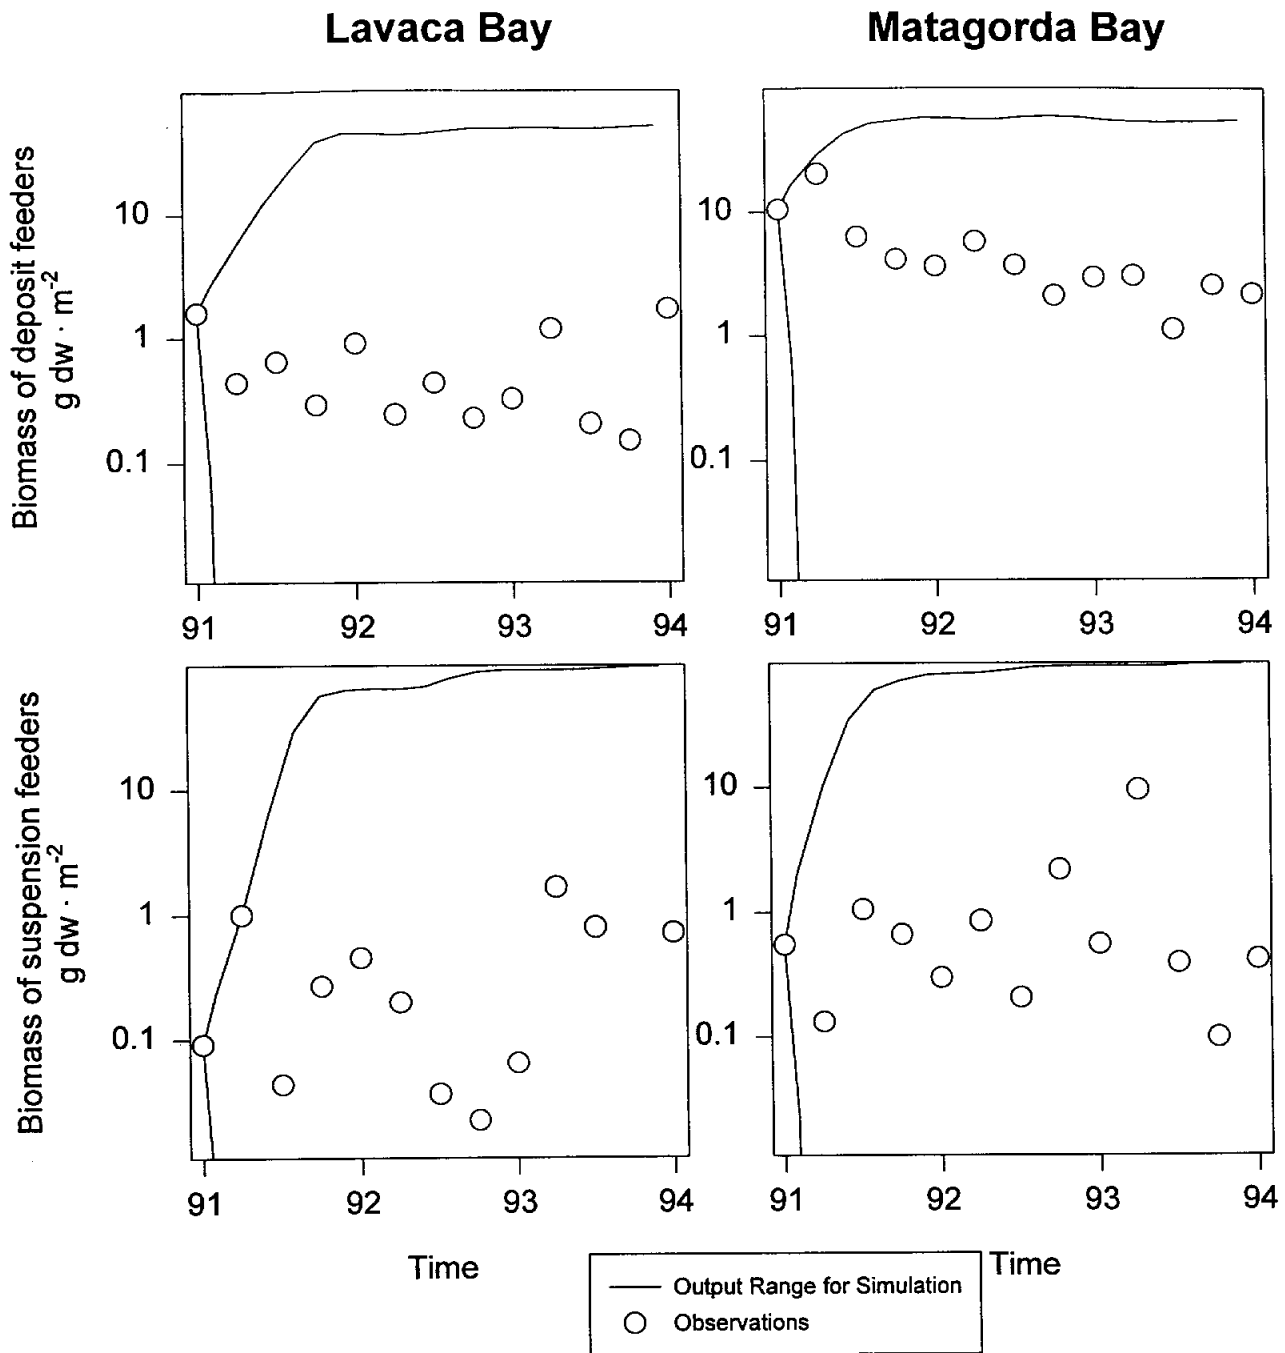 Lavaca Bay
Matagorda Bay
Biomass of deposit feeders
g dw · m-2
10
1
0.1
91
92
93
94
10
1
0.1
91
92
93
94
Biomass of suspension feeders
g dw · m-2
10
1
0.1
91
92
93
94
Time
10
1
0.1
91
92
93
94
Time
Output Range for Simulation
Observations